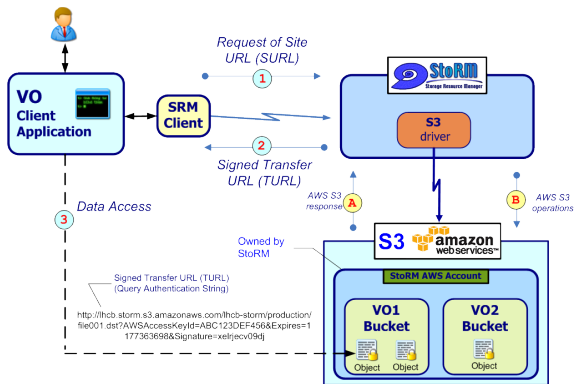 Request of Site
URL (SURL)
1
StoRM
Storage Resource Manager
VO
Client
Application
SRM
Client
S3
driver
2
Signed Transfer
URL (TURL)
3
Data Access
AWS S3
response
A
B
AWS S3
operations
Owned by
StoRM
S3
amazon
webservices™
StoRM AWS Account
Signed Transfer URL (TURL)
(Query Authentication String)
http://lhcb.storm.s3.amazonaws.com/lhcb-storm/production/
file001.dst?AWSAccessKeyId=ABC123DEF456&Expires=1
177363698&Signature=xelrjecv09dj
VO1
Bucket
VO2
Bucket
Object
Object
Object